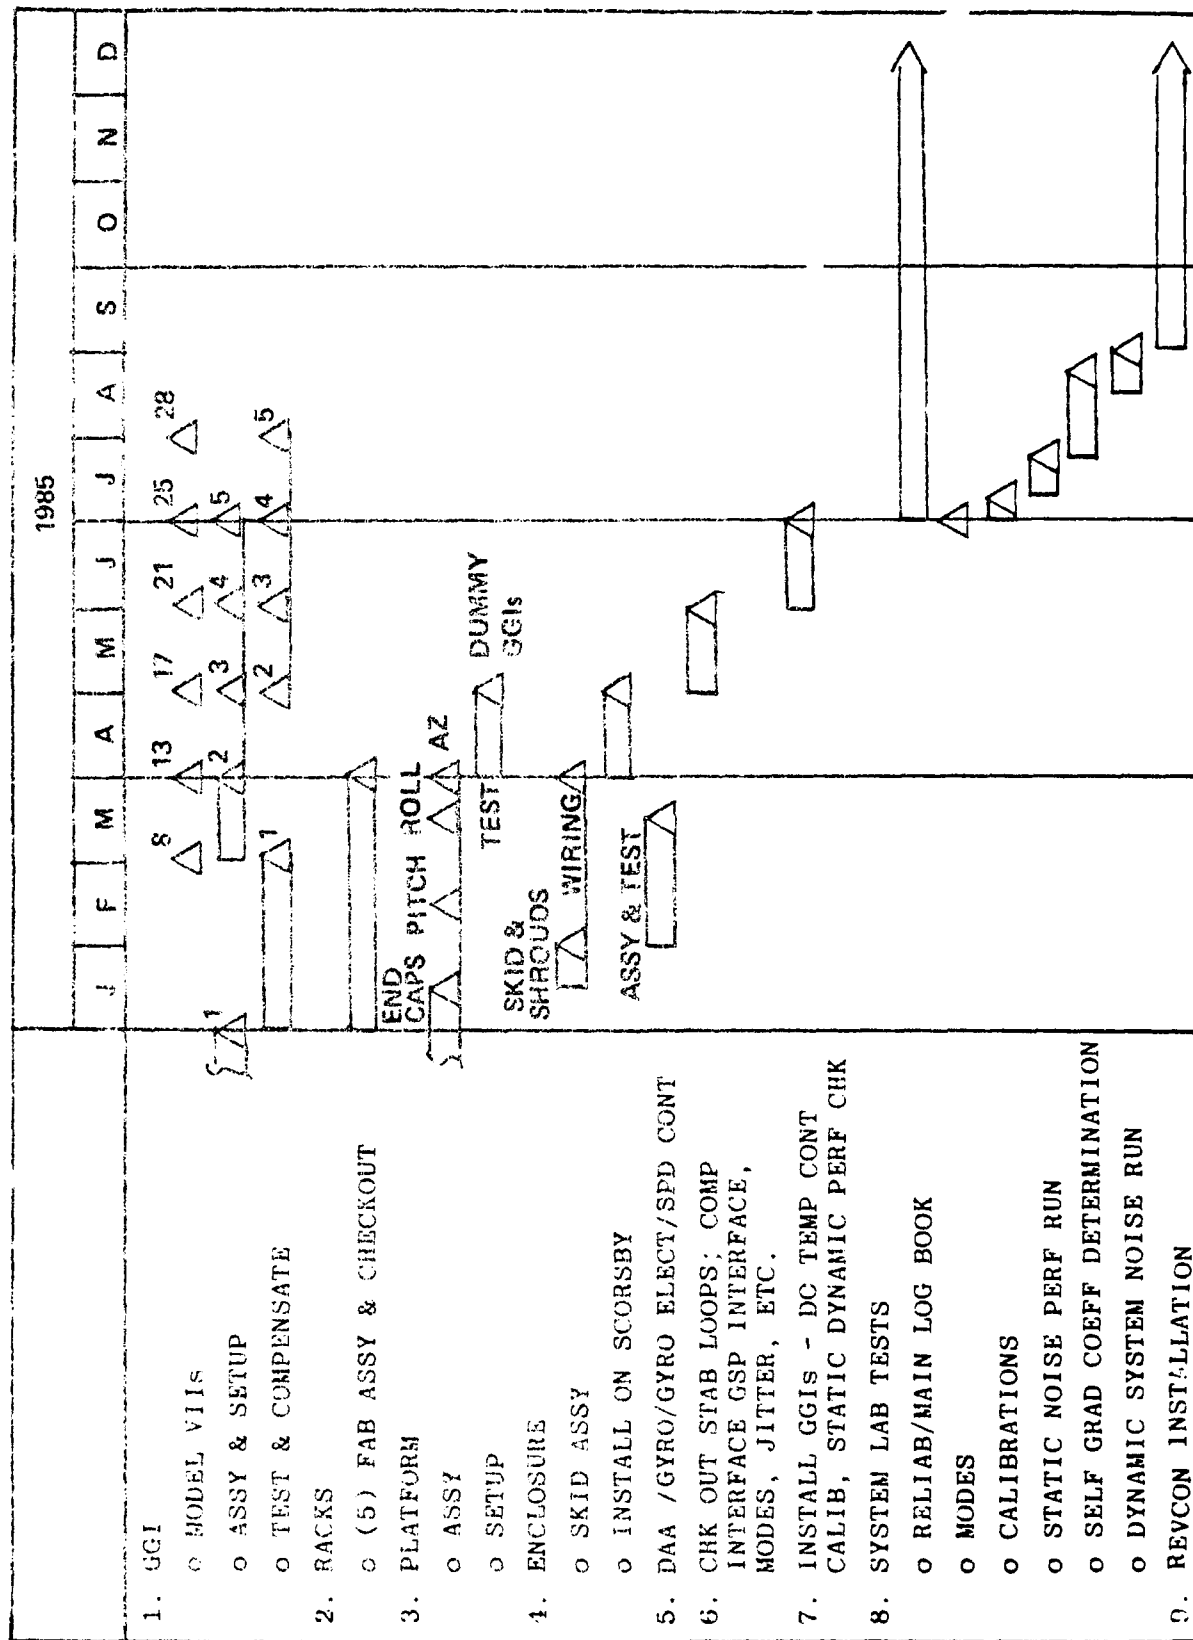 1985
J F M A M J J A S O N D
1. GGI
o MODEL VIIs 8 13 17 21 25 28
o ASSY & SETUP 1 2 3 4 5
o TEST & COMPENSATE 1 2 3 4 5
2. RACKS
o (5) FAB ASSY & CHECKOUT
3. PLATFORM
o ASSY END CAPS PITCH ROLL AZ
o SETUP TEST DUMMY GGIs
4. ENCLOSURE
o SKID ASSY SKID & SHROUDS WIRING
o INSTALL ON SCORSBY
5. DAA /GYRO/GYRO ELECT/SPD CONT ASSY & TEST
6. CHK OUT STAB LOOPS; COMP
INTERFACE GSP INTERFACE,
MODES, JITTER, ETC.
7. INSTALL GGIs - DC TEMP CONT
CALIB, STATIC DYNAMIC PERF CHK
8. SYSTEM LAB TESTS
o RELIAB/MAIN LOG BOOK
o MODES
o CALIBRATIONS
o STATIC NOISE PERF RUN
o SELF GRAD COEFF DETERMINATION
o DYNAMIC SYSTEM NOISE RUN
9. REVCON INSTALLATION